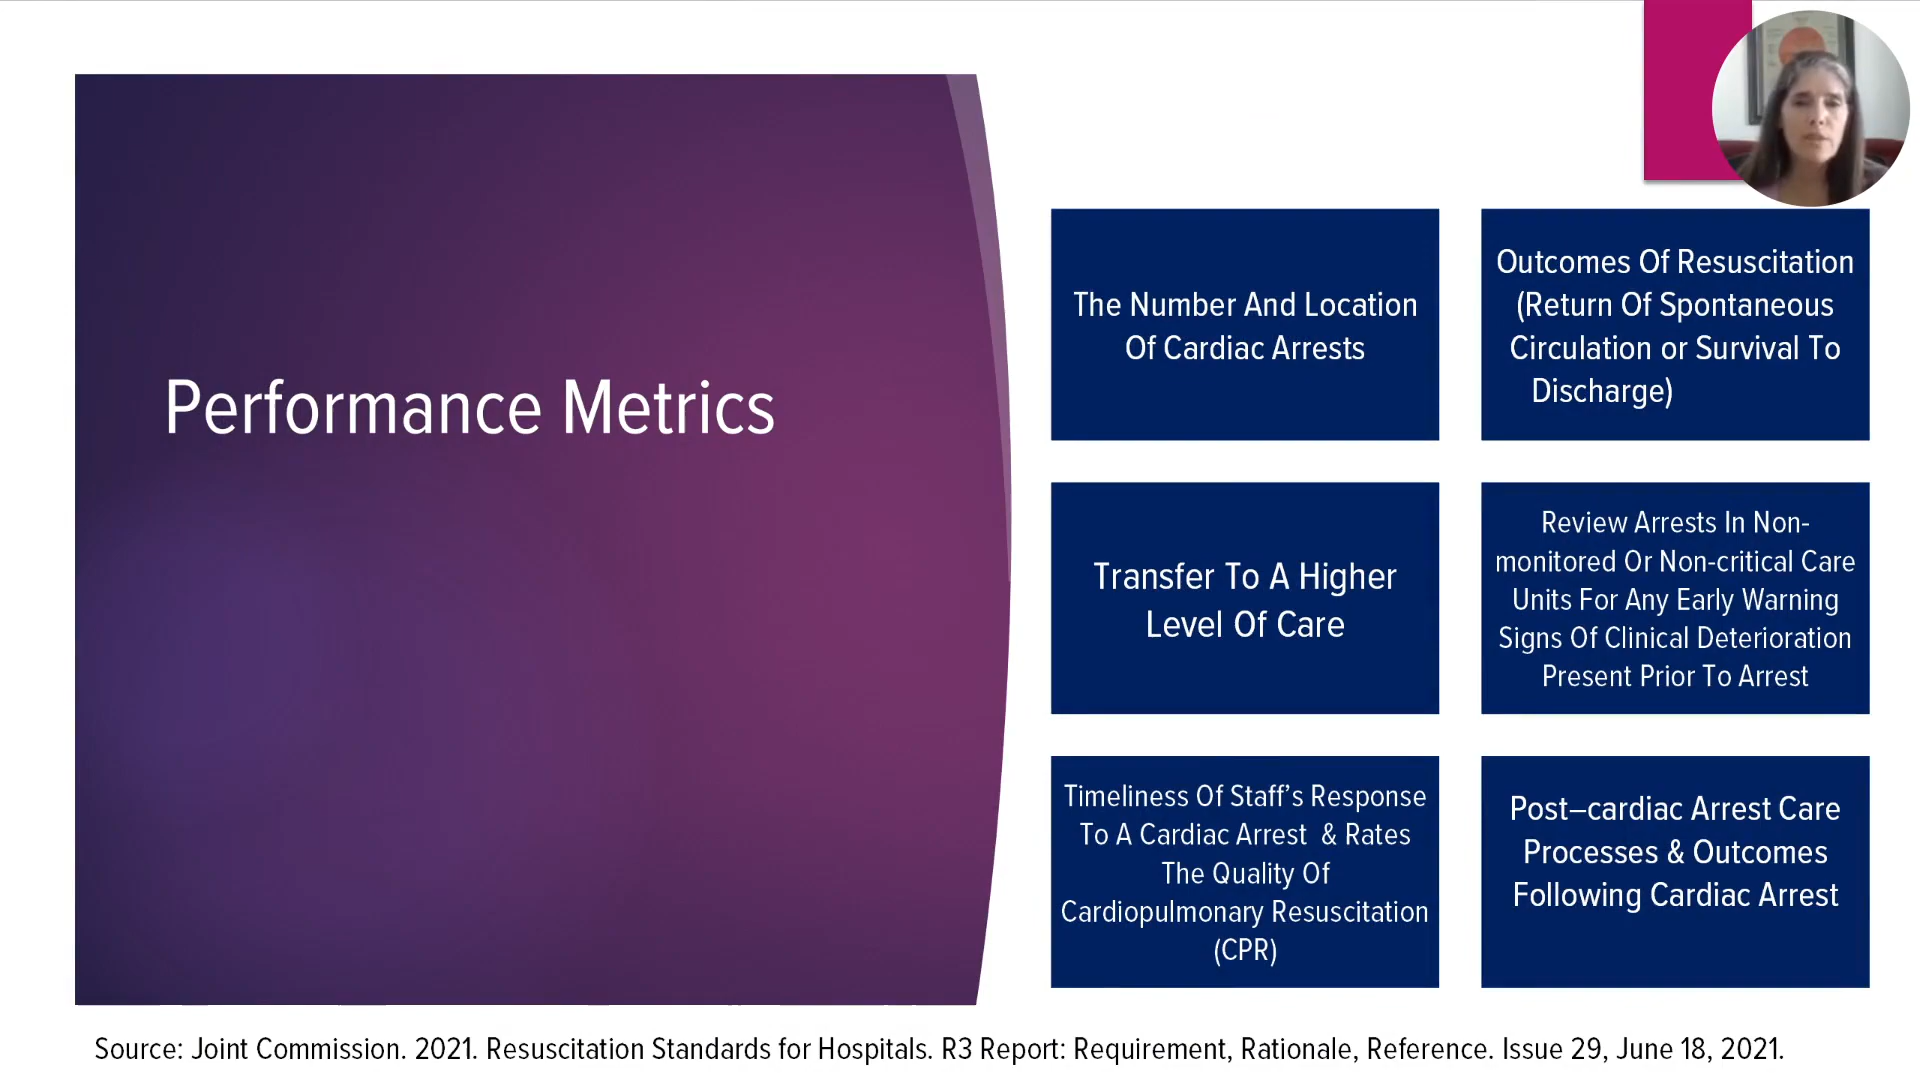 Performance Metrics
The Number And Location
Of Cardiac Arrests
Outcomes Of Resuscitation
(Return Of Spontaneous
Circulation or Survival To
Discharge)
Transfer To A Higher
Level Of Care
Review Arrests In Non-
monitored Or Non-critical Care
Units For Any Early Warning
Signs Of Clinical Deterioration
Present Prior To Arrest
Timeliness Of Staff’s Response
To A Cardiac Arrest & Rates
The Quality Of
Cardiopulmonary Resuscitation
(CPR)
Post–cardiac Arrest Care
Processes & Outcomes
Following Cardiac Arrest
Source: Joint Commission. 2021. Resuscitation Standards for Hospitals. R3 Report: Requirement, Rationale, Reference. Issue 29, June 18, 2021.